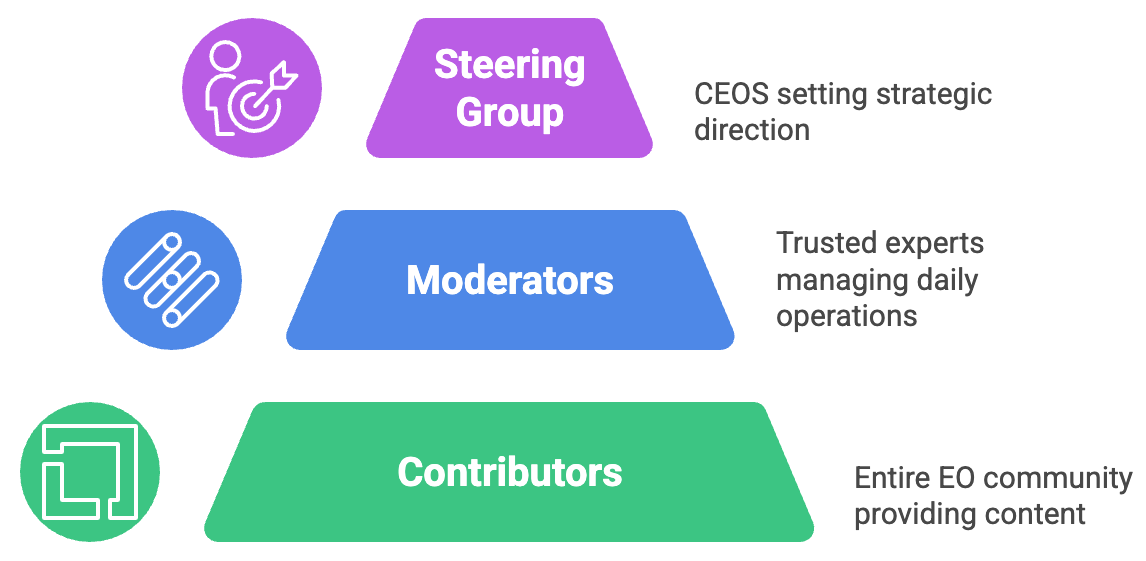 Steering
Group
CEOS setting strategic
direction
Moderators
Trusted experts
managing daily
operations
Contributors
Entire EO community
providing content